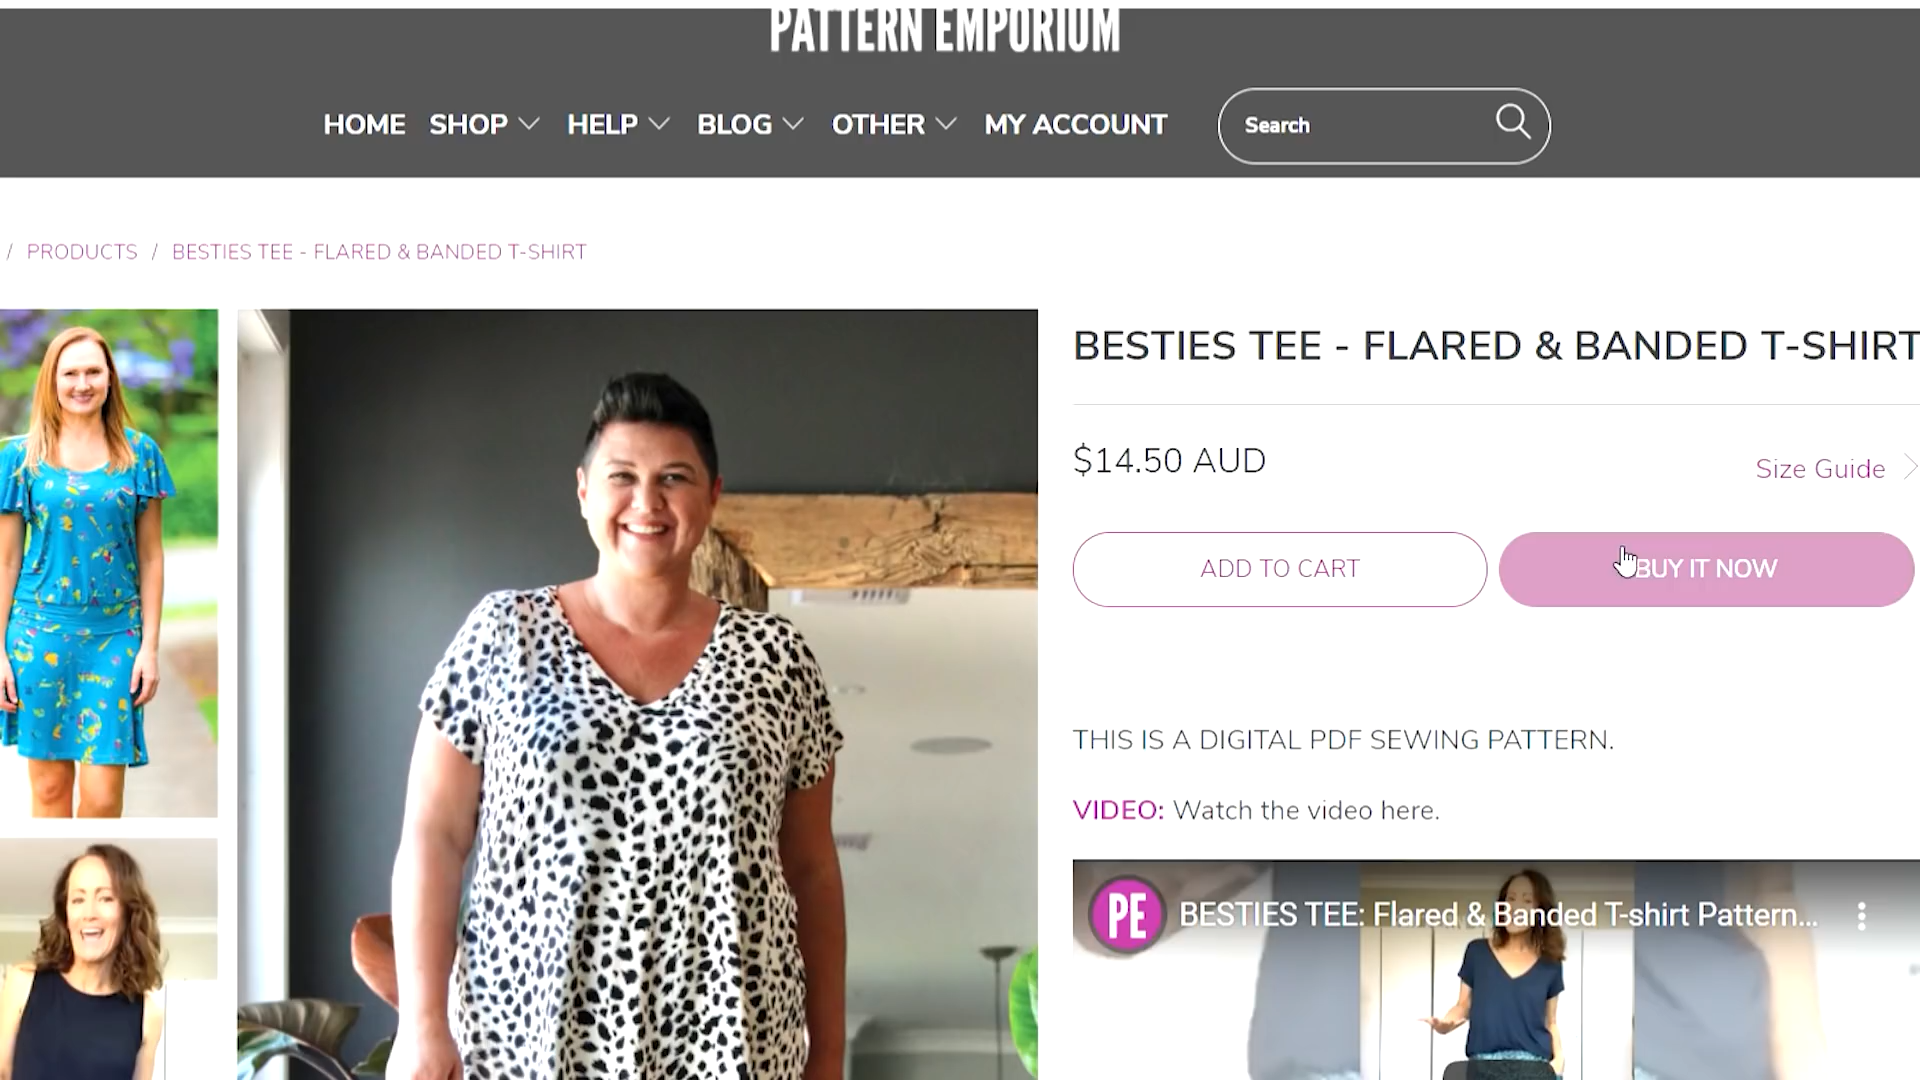 PATTERN EMPORIUM
HOME SHOP HELP BLOG OTHER MY ACCOUNT Search
/ PRODUCTS / BESTIES TEE - FLARED & BANDED T-SHIRT
BESTIES TEE - FLARED & BANDED T-SHIRT
$14.50 AUD
Size Guide
ADD TO CART
BUY IT NOW
THIS IS A DIGITAL PDF SEWING PATTERN.
VIDEO: Watch the video here.
PE BESTIES TEE: Flared & Banded T-shirt Pattern...